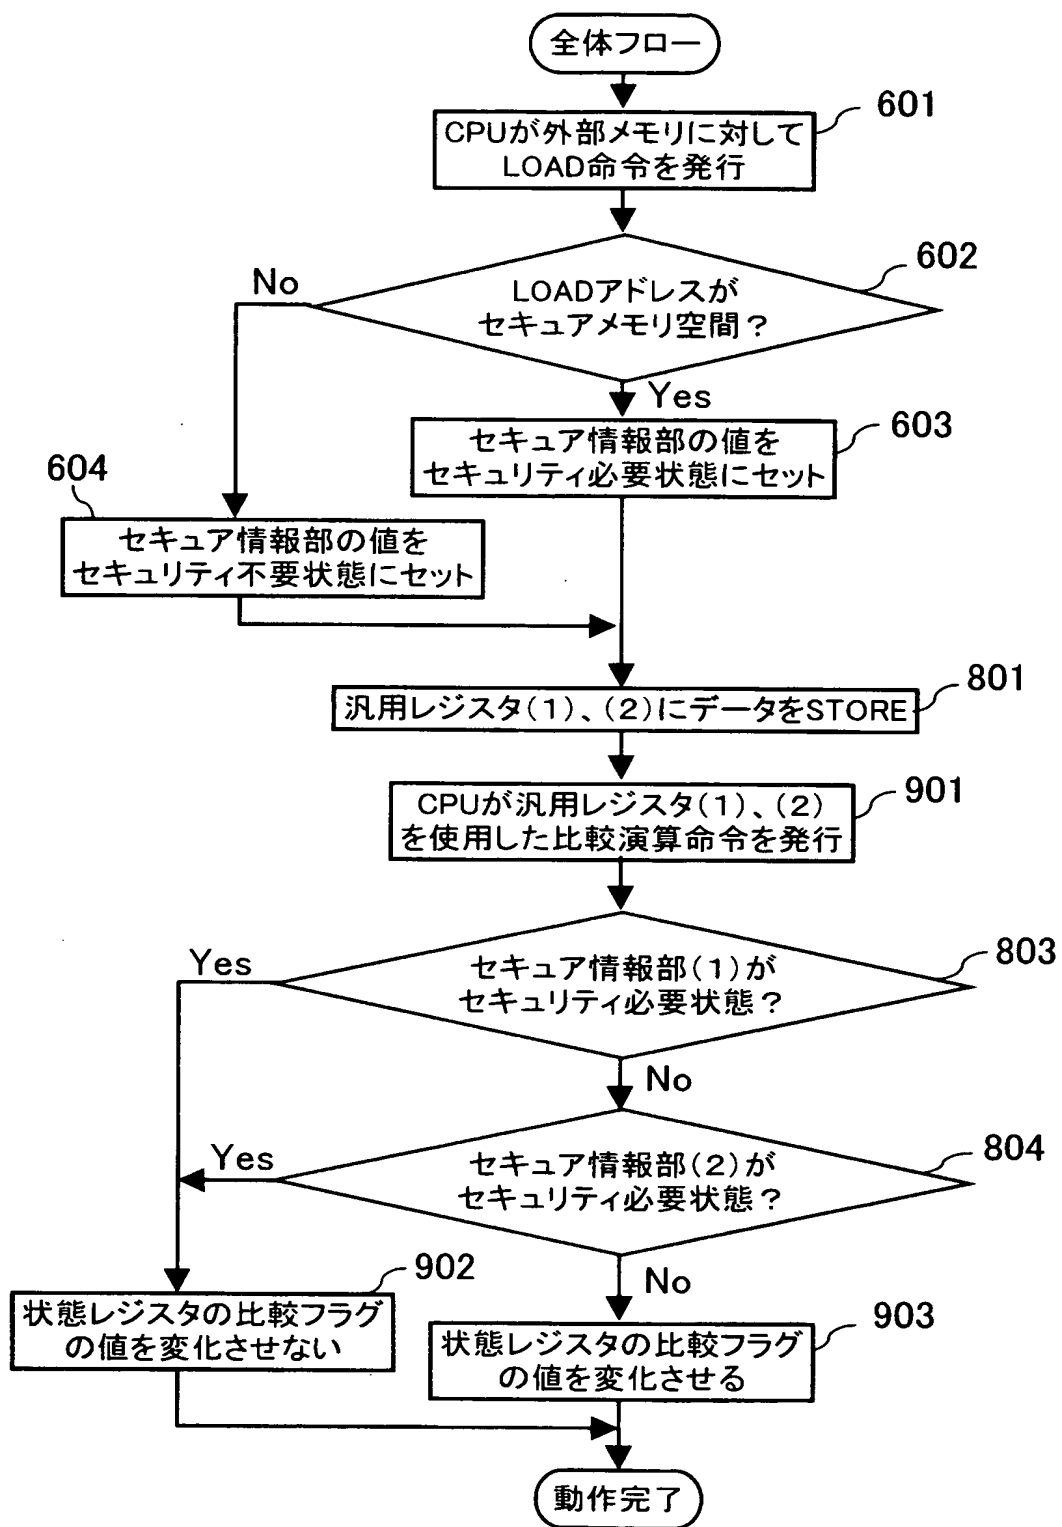 全体フロー
601
CPUが外部メモリに対して
LOAD命令を発行
602
No
LOADアドレスが
セキュアメモリ空間？
Yes
603
セキュア情報部の値を
セキュリティ必要状態にセット
604
セキュア情報部の値を
セキュリティ不要状態にセット
801
汎用レジスタ(1)、(2)にデータをSTORE
901
CPUが汎用レジスタ(1)、(2)
を使用した比較演算命令を発行
803
Yes
セキュア情報部(1)が
セキュリティ必要状態？
No
804
Yes
セキュア情報部(2)が
セキュリティ必要状態？
No
902
状態レジスタの比較フラグ
の値を変化させない
903
状態レジスタの比較フラグ
の値を変化させる
動作完了